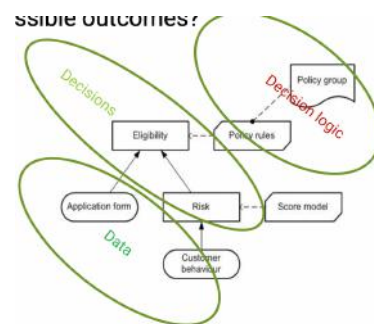 ssible outcomes?
Policy group
Decisions
Decision logic
Eligibility
Policy rules
Application form
Risk
Score model
Data
Customer
behaviour